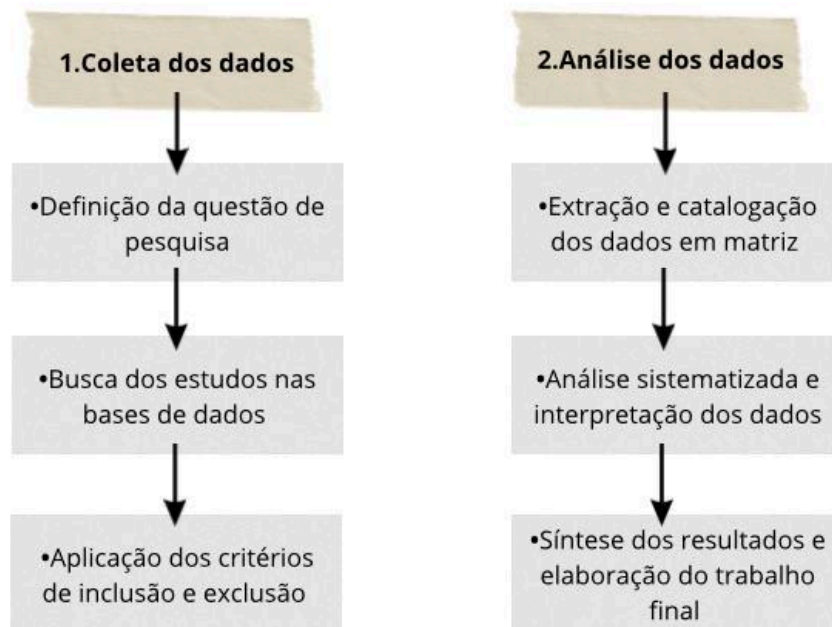 1.Coleta dos dados
•Definição da questão de
pesquisa
•Busca dos estudos nas
bases de dados
•Aplicação dos critérios
de inclusão e exclusão
2.Análise dos dados
•Extração e catalogação
dos dados em matriz
•Análise sistematizada e
interpretação dos dados
•Síntese dos resultados e
elaboração do trabalho
final